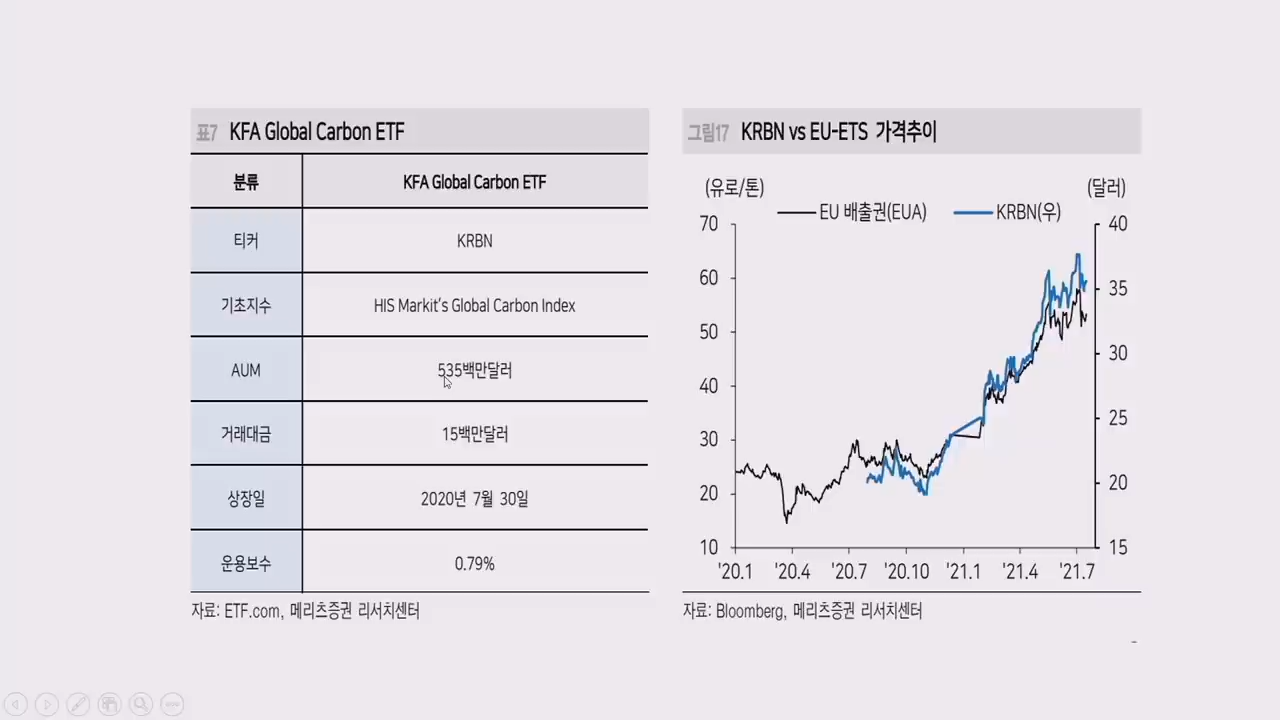 표7 KFA Global Carbon ETF
분류 KFA Global Carbon ETF
티커 KRBN
기초지수 HIS Markit's Global Carbon Index
AUM 535백만달러
거래대금 15백만달러
상장일 2020년 7월 30일
운용보수 0.79%
자료: ETF.com, 메리츠증권 리서치센터
그림17 KRBN vs EU-ETS 가격추이
(유로/톤) (달러)
EU 배출권(EUA) KRBN(우)
70 40
60 35
50 30
40 25
30 20
20 15
10
'20.1 '20.4 '20.7 '20.10 '21.1 '21.4 '21.7
자료: Bloomberg, 메리츠증권 리서치센터